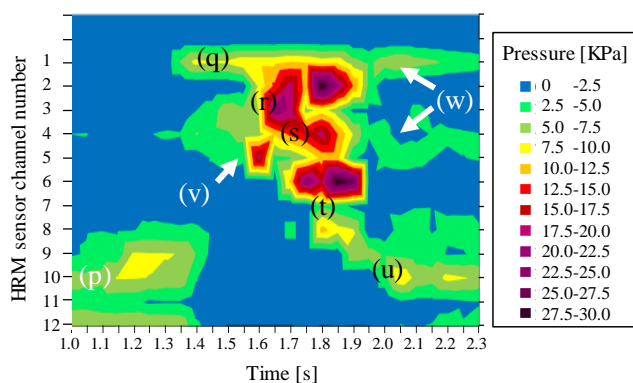 HRM sensor channel number
1
2
3
4
5
6
7
8
9
10
11
12
(q)
(r)
(s)
(w)
(v)
(t)
(p)
(u)
1.0 1.1 1.2 1.3 1.4 1.5 1.6 1.7 1.8 1.9 2.0 2.1 2.2 2.3
Time [s]
Pressure [KPa]
0 -2.5
2.5 -5.0
5.0 -7.5
7.5 -10.0
10.0 -12.5
12.5-15.0
15.0-17.5
17.5-20.0
20.0-22.5
22.5-25.0
25.0-27.5
27.5-30.0